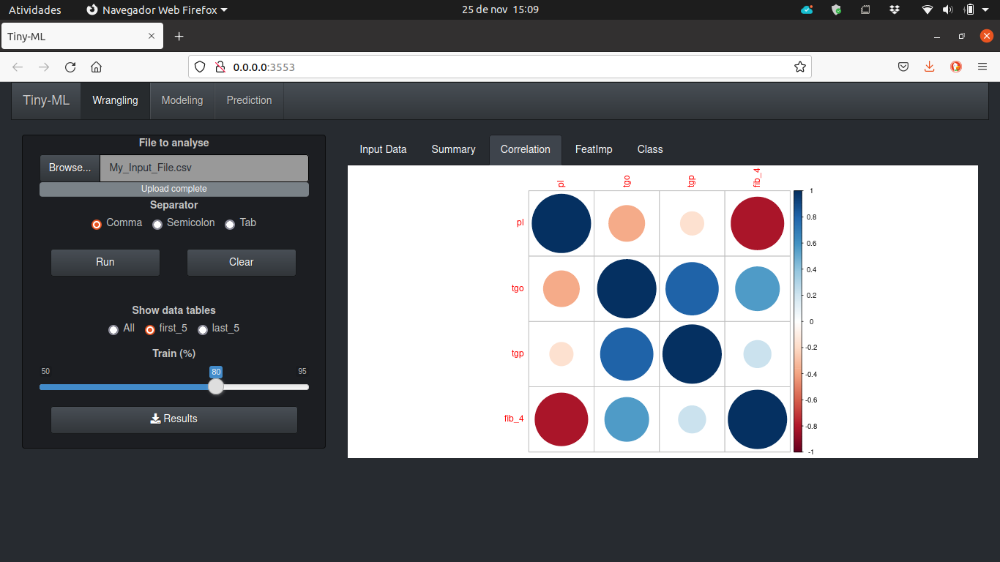 Atividades Navegador Web Firefox 25 de nov 15:09
Tiny-ML
0.0.0.0:3553
Tiny-ML Wrangling Modeling Prediction
File to analyse
Browse... My_Input_File.csv
Upload complete
Separator
Comma Semicolon Tab
Run Clear
Show data tables
All first_5 last_5
Train (%)
50 80 95
Results
Input Data Summary Correlation FeatImp Class
pl tgo tgp fib_4
pl
tgo
tgp
fib_4
1
0.8
0.6
0.4
0.2
0
-0.2
-0.4
-0.6
-0.8
-1